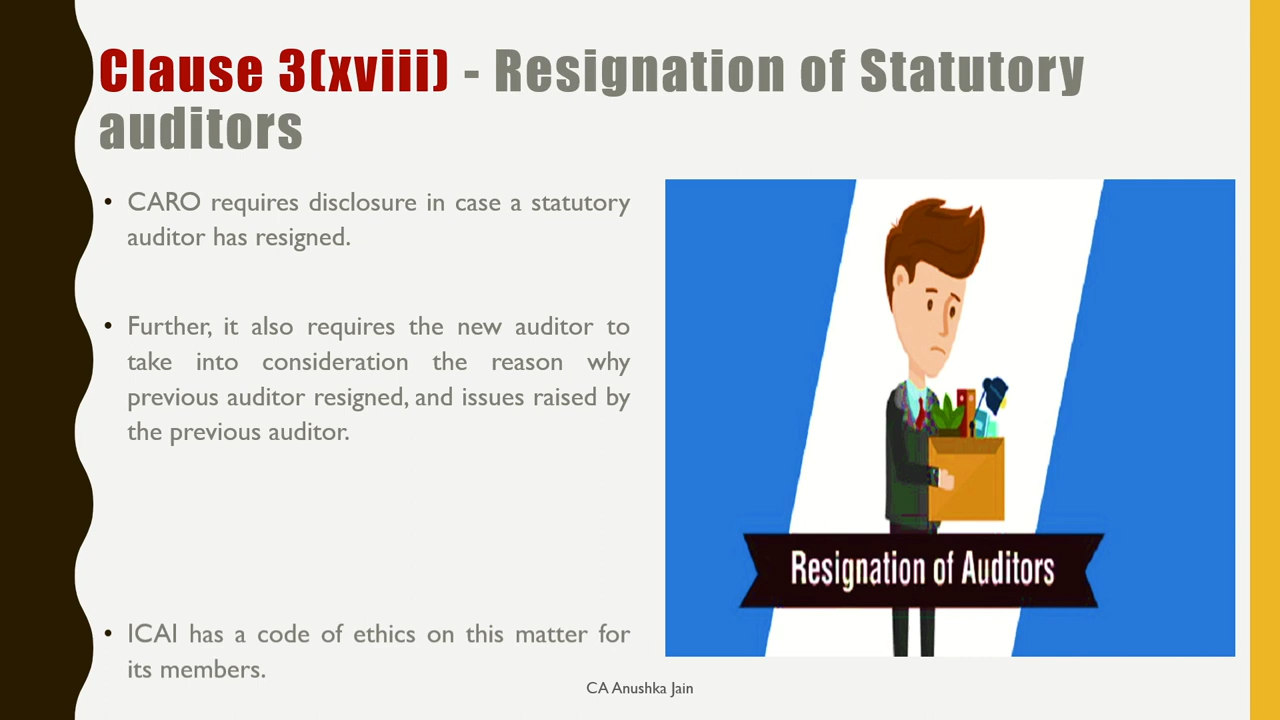 Clause 3(xviii) - Resignation of Statutory
auditors
• CARO requires disclosure in case a statutory
auditor has resigned.
• Further, it also requires the new auditor to
take into consideration the reason why
previous auditor resigned, and issues raised by
the previous auditor.
• ICAI has a code of ethics on this matter for
its members.
Resignation of Auditors
CA Anushka Jain